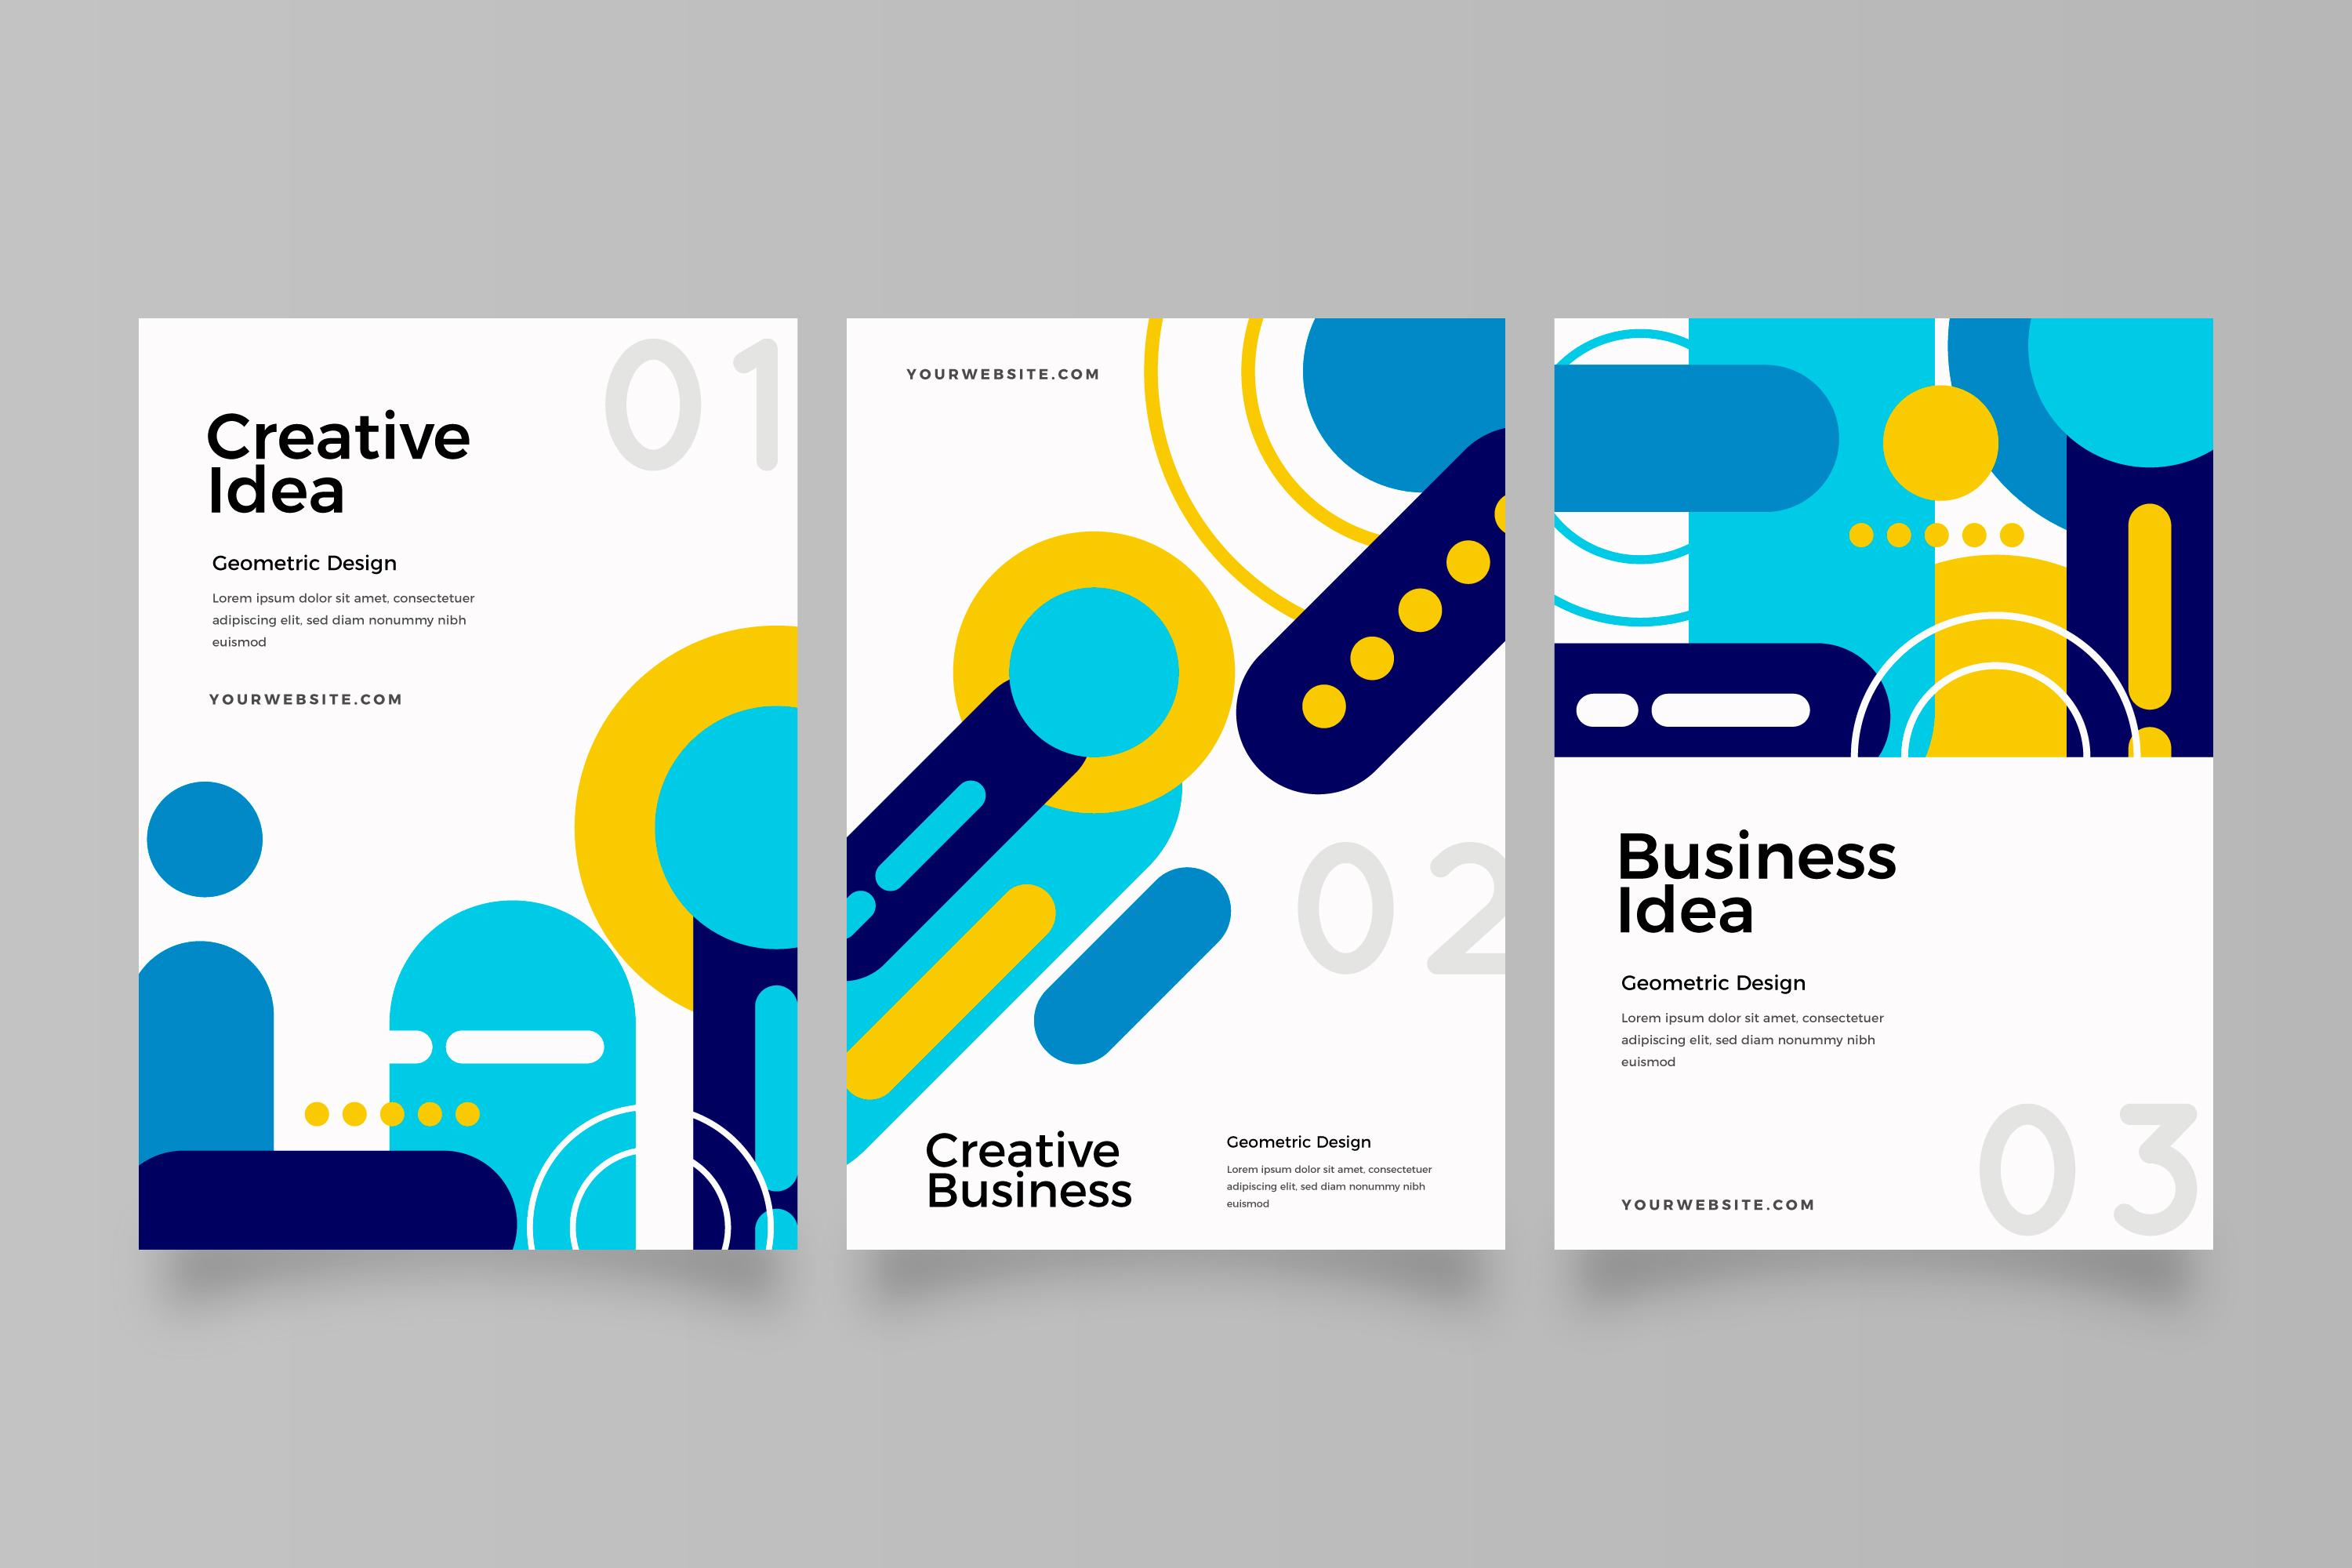 01
Creative
Idea
Geometric Design
Lorem ipsum dolor sit amet, consectetuer
adipiscing elit, sed diam nonummy nibh
euismod
YOURWEBSITE.COM
YOURWEBSITE.COM
02
Creative
Business
Geometric Design
Lorem ipsum dolor sit amet, consectetuer
adipiscing elit, sed diam nonummy nibh
euismod
Business
Idea
Geometric Design
Lorem ipsum dolor sit amet, consectetuer
adipiscing elit, sed diam nonummy nibh
euismod
03
YOURWEBSITE.COM